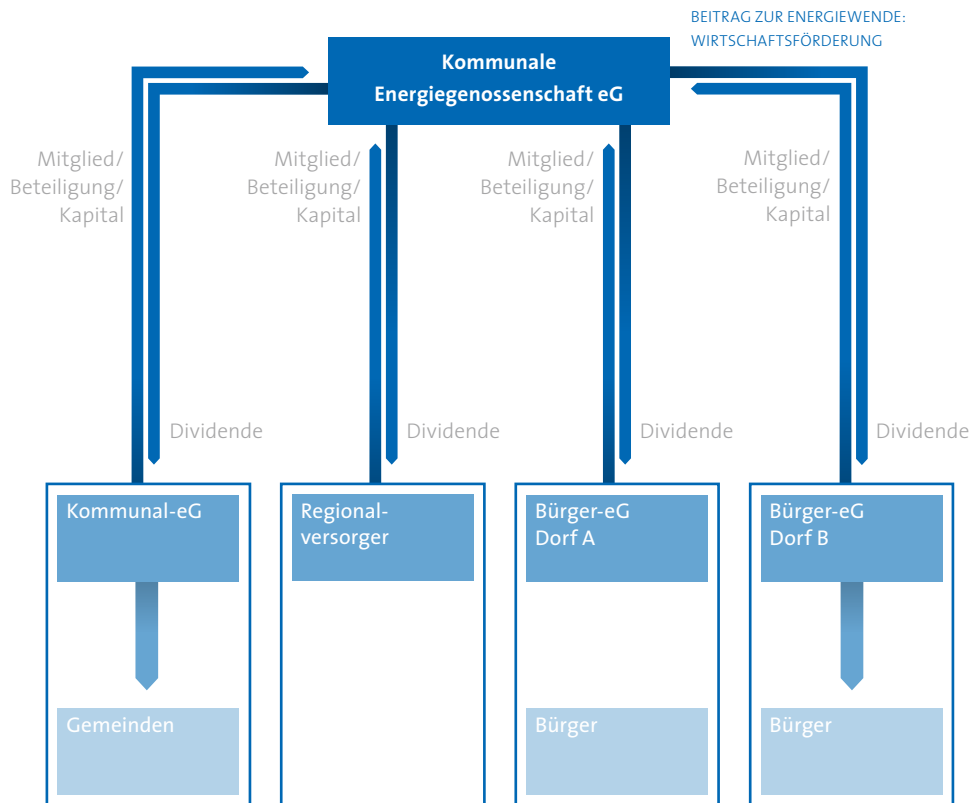 BEITRAG ZUR ENERGIEWENDE:
WIRTSCHAFTSFÖRDERUNG
Kommunale
Energiegenossenschaft eG
Mitglied/
Beteiligung/
Kapital
Mitglied/
Beteiligung/
Kapital
Mitglied/
Beteiligung/
Kapital
Mitglied/
Beteiligung/
Kapital
Dividende
Dividende
Dividende
Dividende
Kommunal-eG
Regional-
versorger
Bürger-eG
Dorf A
Bürger-eG
Dorf B
Gemeinden
Bürger
Bürger